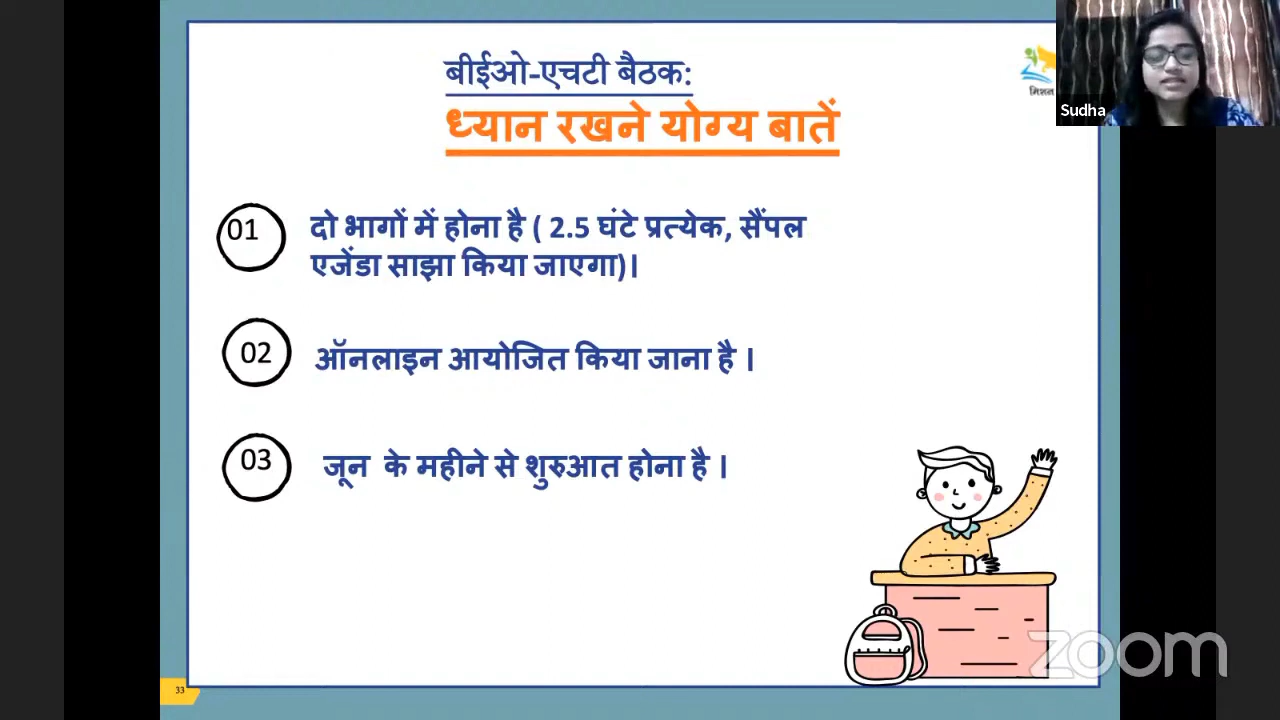 बीईओ-एचटी बैठक:
ध्यान रखने योग्य बातें
मिशन
Sudha
01
दो भागों में होना है ( 2.5 घंटे प्रत्येक, सैंपल
एजेंडा साझा किया जाएगा)।
02
ऑनलाइन आयोजित किया जाना है ।
03
जून के महीने से शुरुआत होना है ।
zoom
33